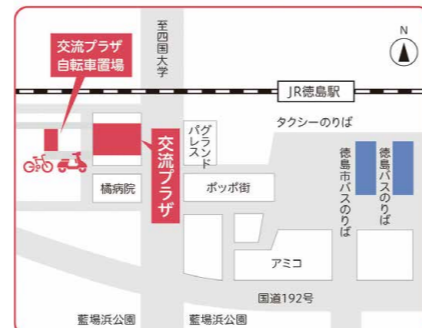 交流プラザ
自転車置場
至四国大学
N
JR徳島駅
タクシーのりば
グランド
パレス
交流プラザ
橘病院
ポッポ街
徳島市バスのりば
徳島バスのりば
アミコ
国道192号
藍場浜公園
藍場浜公園